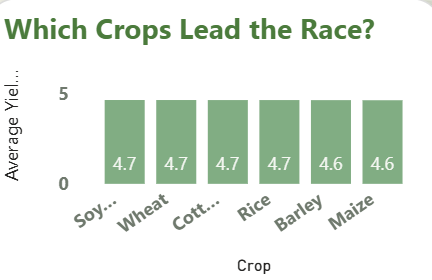 Which Crops Lead the Race?
Average Yiel...
5
0
4.7
4.7
4.7
4.7
4.6
4.6
Soy...
Wheat
Cott...
Rice
Barley
Maize
Crop